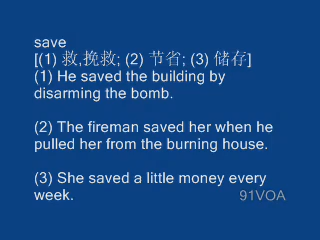 save
[(1) 救,挽救; (2) 节省; (3) 储存]
(1) He saved the building by
disarming the bomb.
(2) The fireman saved her when he
pulled her from the burning house.
(3) She saved a little money every
week.
91VOA